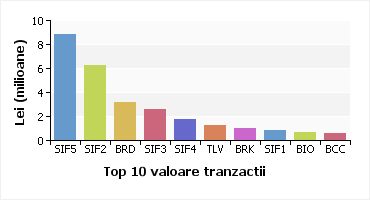 Lei (milioane)
10
8
6
4
2
0
SIF5 SIF2 BRD SIF3 SIF4 TLV BRK SIF1 BIO BCC
Top 10 valoare tranzactii